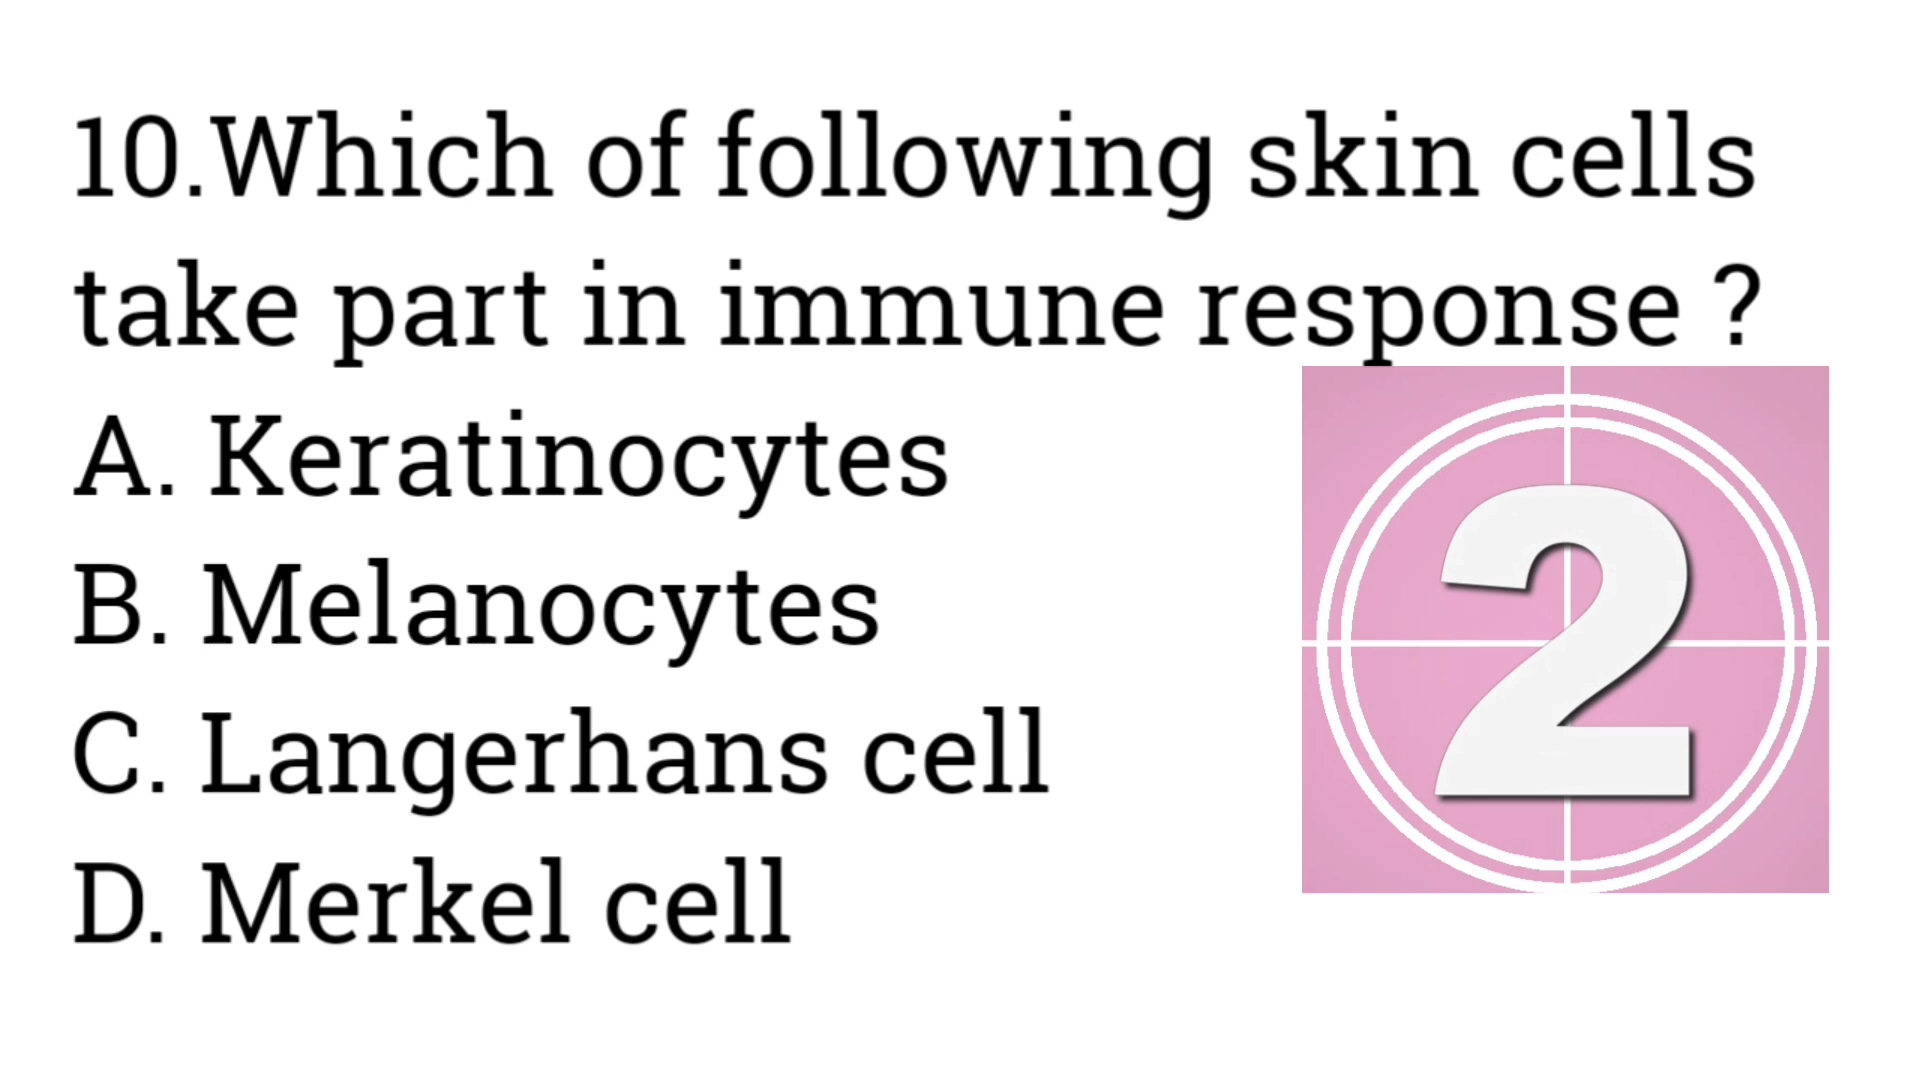 10.Which of following skin cells
take part in immune response ?
A. Keratinocytes
B. Melanocytes
C. Langerhans cell
D. Merkel cell
2